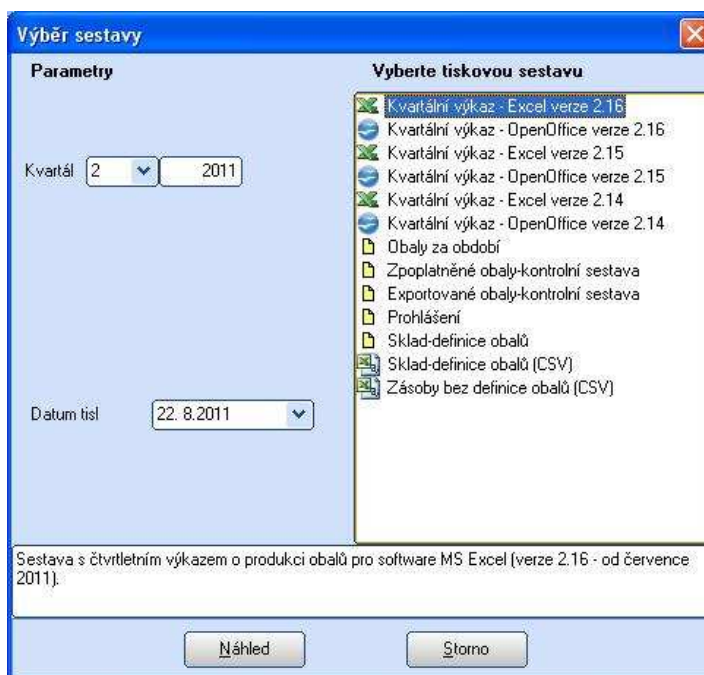 Výběr sestavy
Parametry
Vyberte tiskovou sestavu
Kvartální výkaz - Excel verze 2.16
Kvartální výkaz - OpenOffice verze 2.16
Kvartální výkaz - Excel verze 2.15
Kvartální výkaz - OpenOffice verze 2.15
Kvartální výkaz - Excel verze 2.14
Kvartální výkaz - OpenOffice verze 2.14
Obaly za období
Zpoplatněné obaly-kontrolní sestava
Exportované obaly-kontrolní sestava
Prohlášení
Sklad-definice obalů
Sklad-definice obalů (CSV)
Zásoby bez definice obalů (CSV)
Kvartál 2 2011
Datum tisl 22. 8.2011
Sestava s čtvrtletním výkazem o produkci obalů pro software MS Excel (verze 2.16 - od července
2011).
Náhled
Storno